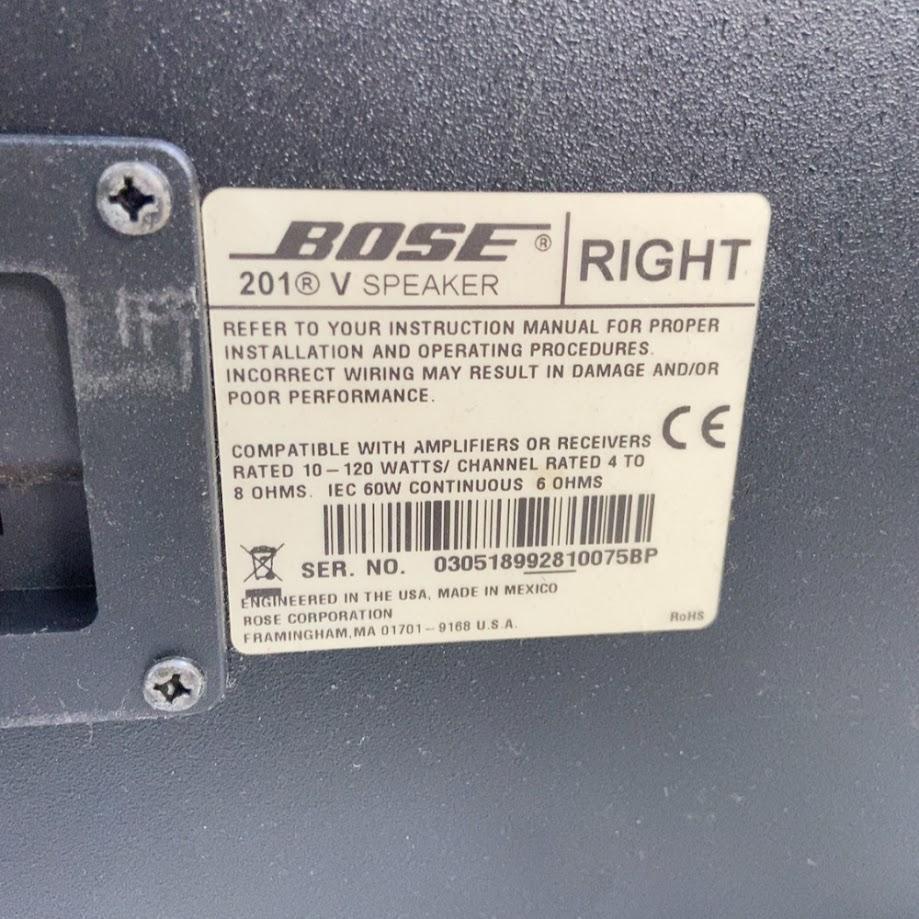 BOSE®
201® V SPEAKER
RIGHT
REFER TO YOUR INSTRUCTION MANUAL FOR PROPER
INSTALLATION AND OPERATING PROCEDURES.
INCORRECT WIRING MAY RESULT IN DAMAGE AND/OR
POOR PERFORMANCE.
CE
COMPATIBLE WITH AMPLIFIERS OR RECEIVERS
RATED 10-120 WATTS/ CHANNEL RATED 4 TO
8 OHMS. IEC 60W CONTINUOUS 6 OHMS
SER. NO. 030518992810075BP
ENGINEERED IN THE USA, MADE IN MEXICO
ROSE CORPORATION
FRAMINGHAM, MA 01701-9168 U.S.A.
RoHS